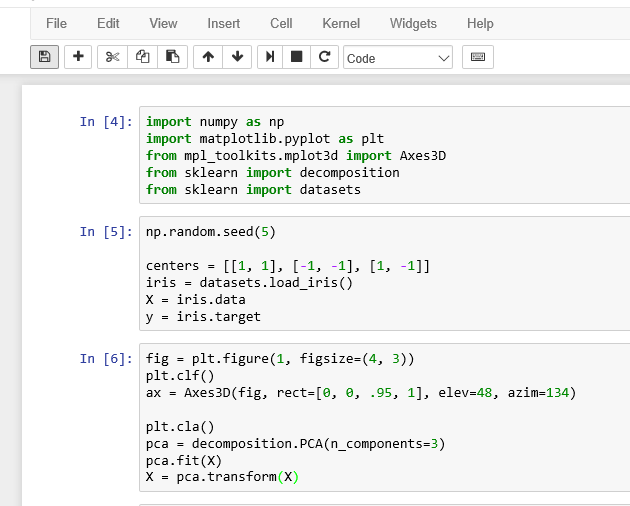 File Edit View Insert Cell Kernel Widgets Help
Code
In [4]: import numpy as np
import matplotlib.pyplot as plt
from mpl_toolkits.mplot3d import Axes3D
from sklearn import decomposition
from sklearn import datasets
In [5]: np.random.seed(5)
centers = [[1, 1], [-1, -1], [1, -1]]
iris = datasets.load_iris()
X = iris.data
y = iris.target
In [6]: fig = plt.figure(1, figsize=(4, 3))
plt.clf()
ax = Axes3D(fig, rect=[0, 0, .95, 1], elev=48, azim=134)
plt.cla()
pca = decomposition.PCA(n_components=3)
pca.fit(X)
X = pca.transform(X)